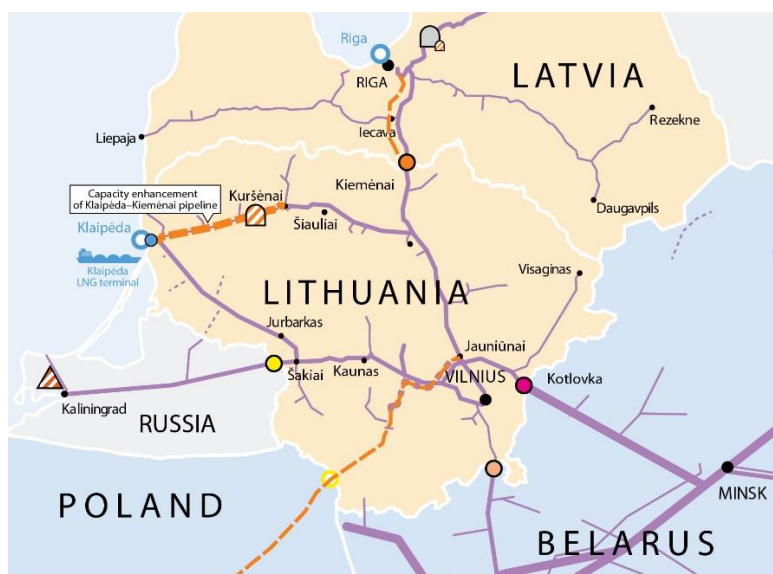 Riga
RIGA
LATVIA
Iecava
Rezekne
Liepaja
Kiemėnai
Capacity enhancement
of Klaipėda–Kiemėnai pipeline
Kuršėnai
Daugavpils
Šiauliai
Klaipėda
Klaipėda
LNG terminal
Visaginas
LITHUANIA
Jurbarkas
Jauniūnai
Šakiai
Kaunas
VILNIUS
Kotlovka
Kaliningrad
RUSSIA
POLAND
MINSK
BELARUS